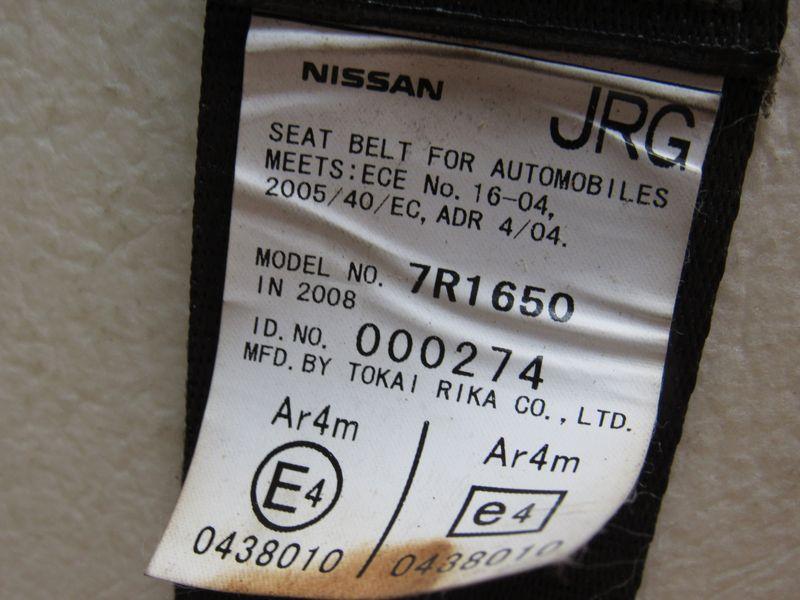 NISSAN
JRG
SEAT BELT FOR AUTOMOBILES
MEETS:ECE No. 16-04,
2005/40/EC, ADR 4/04.
MODEL NO. 7R1650
IN 2008
ID. NO. 000274
MFD. BY TOKAI RIKA CO., LTD.
Ar4m Ar4m
E4 e4
0438010 0438010